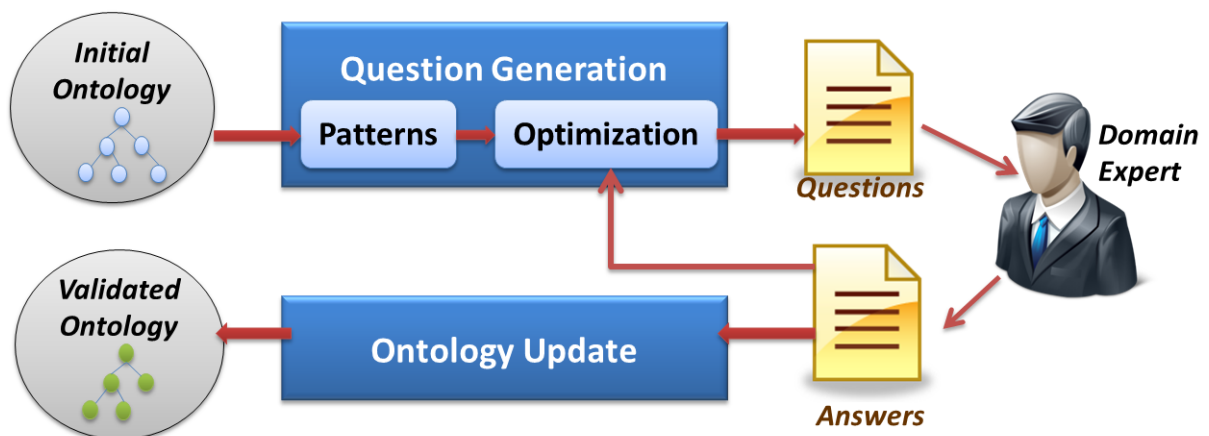 Initial
Ontology
Question Generation
Patterns
Optimization
Questions
Domain
Expert
Validated
Ontology
Ontology Update
Answers